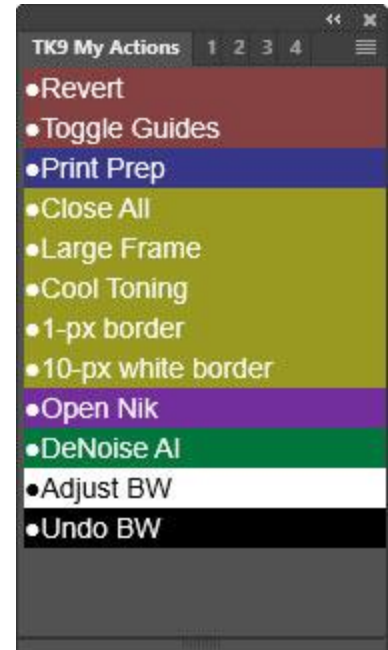 TK9 My Actions 1 2 3 4
●Revert
●Toggle Guides
●Print Prep
●Close All
●Large Frame
●Cool Toning
●1-px border
●10-px white border
●Open Nik
●DeNoise AI
●Adjust BW
●Undo BW